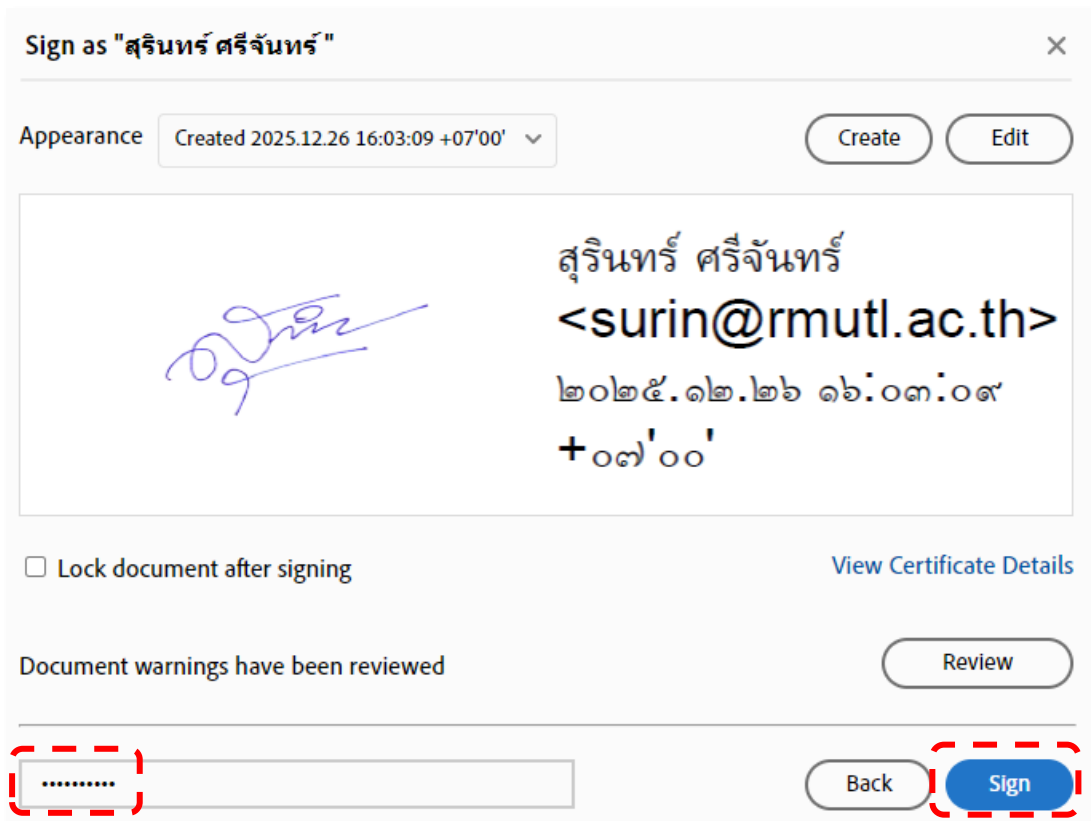 Sign as "สุรินทร์ ศรีจันทร์ "
Appearance Created 2025.12.26 16:03:09 +07'00' Create Edit
สุรินทร์ ศรีจันทร์
<surin@rmutl.ac.th>
๒๐๒๕.๑๒.๒๖ ๑๖:๐๓:๐๙
+๐๗'๐๐'
Lock document after signing View Certificate Details
Document warnings have been reviewed Review
•••••••••• Back Sign